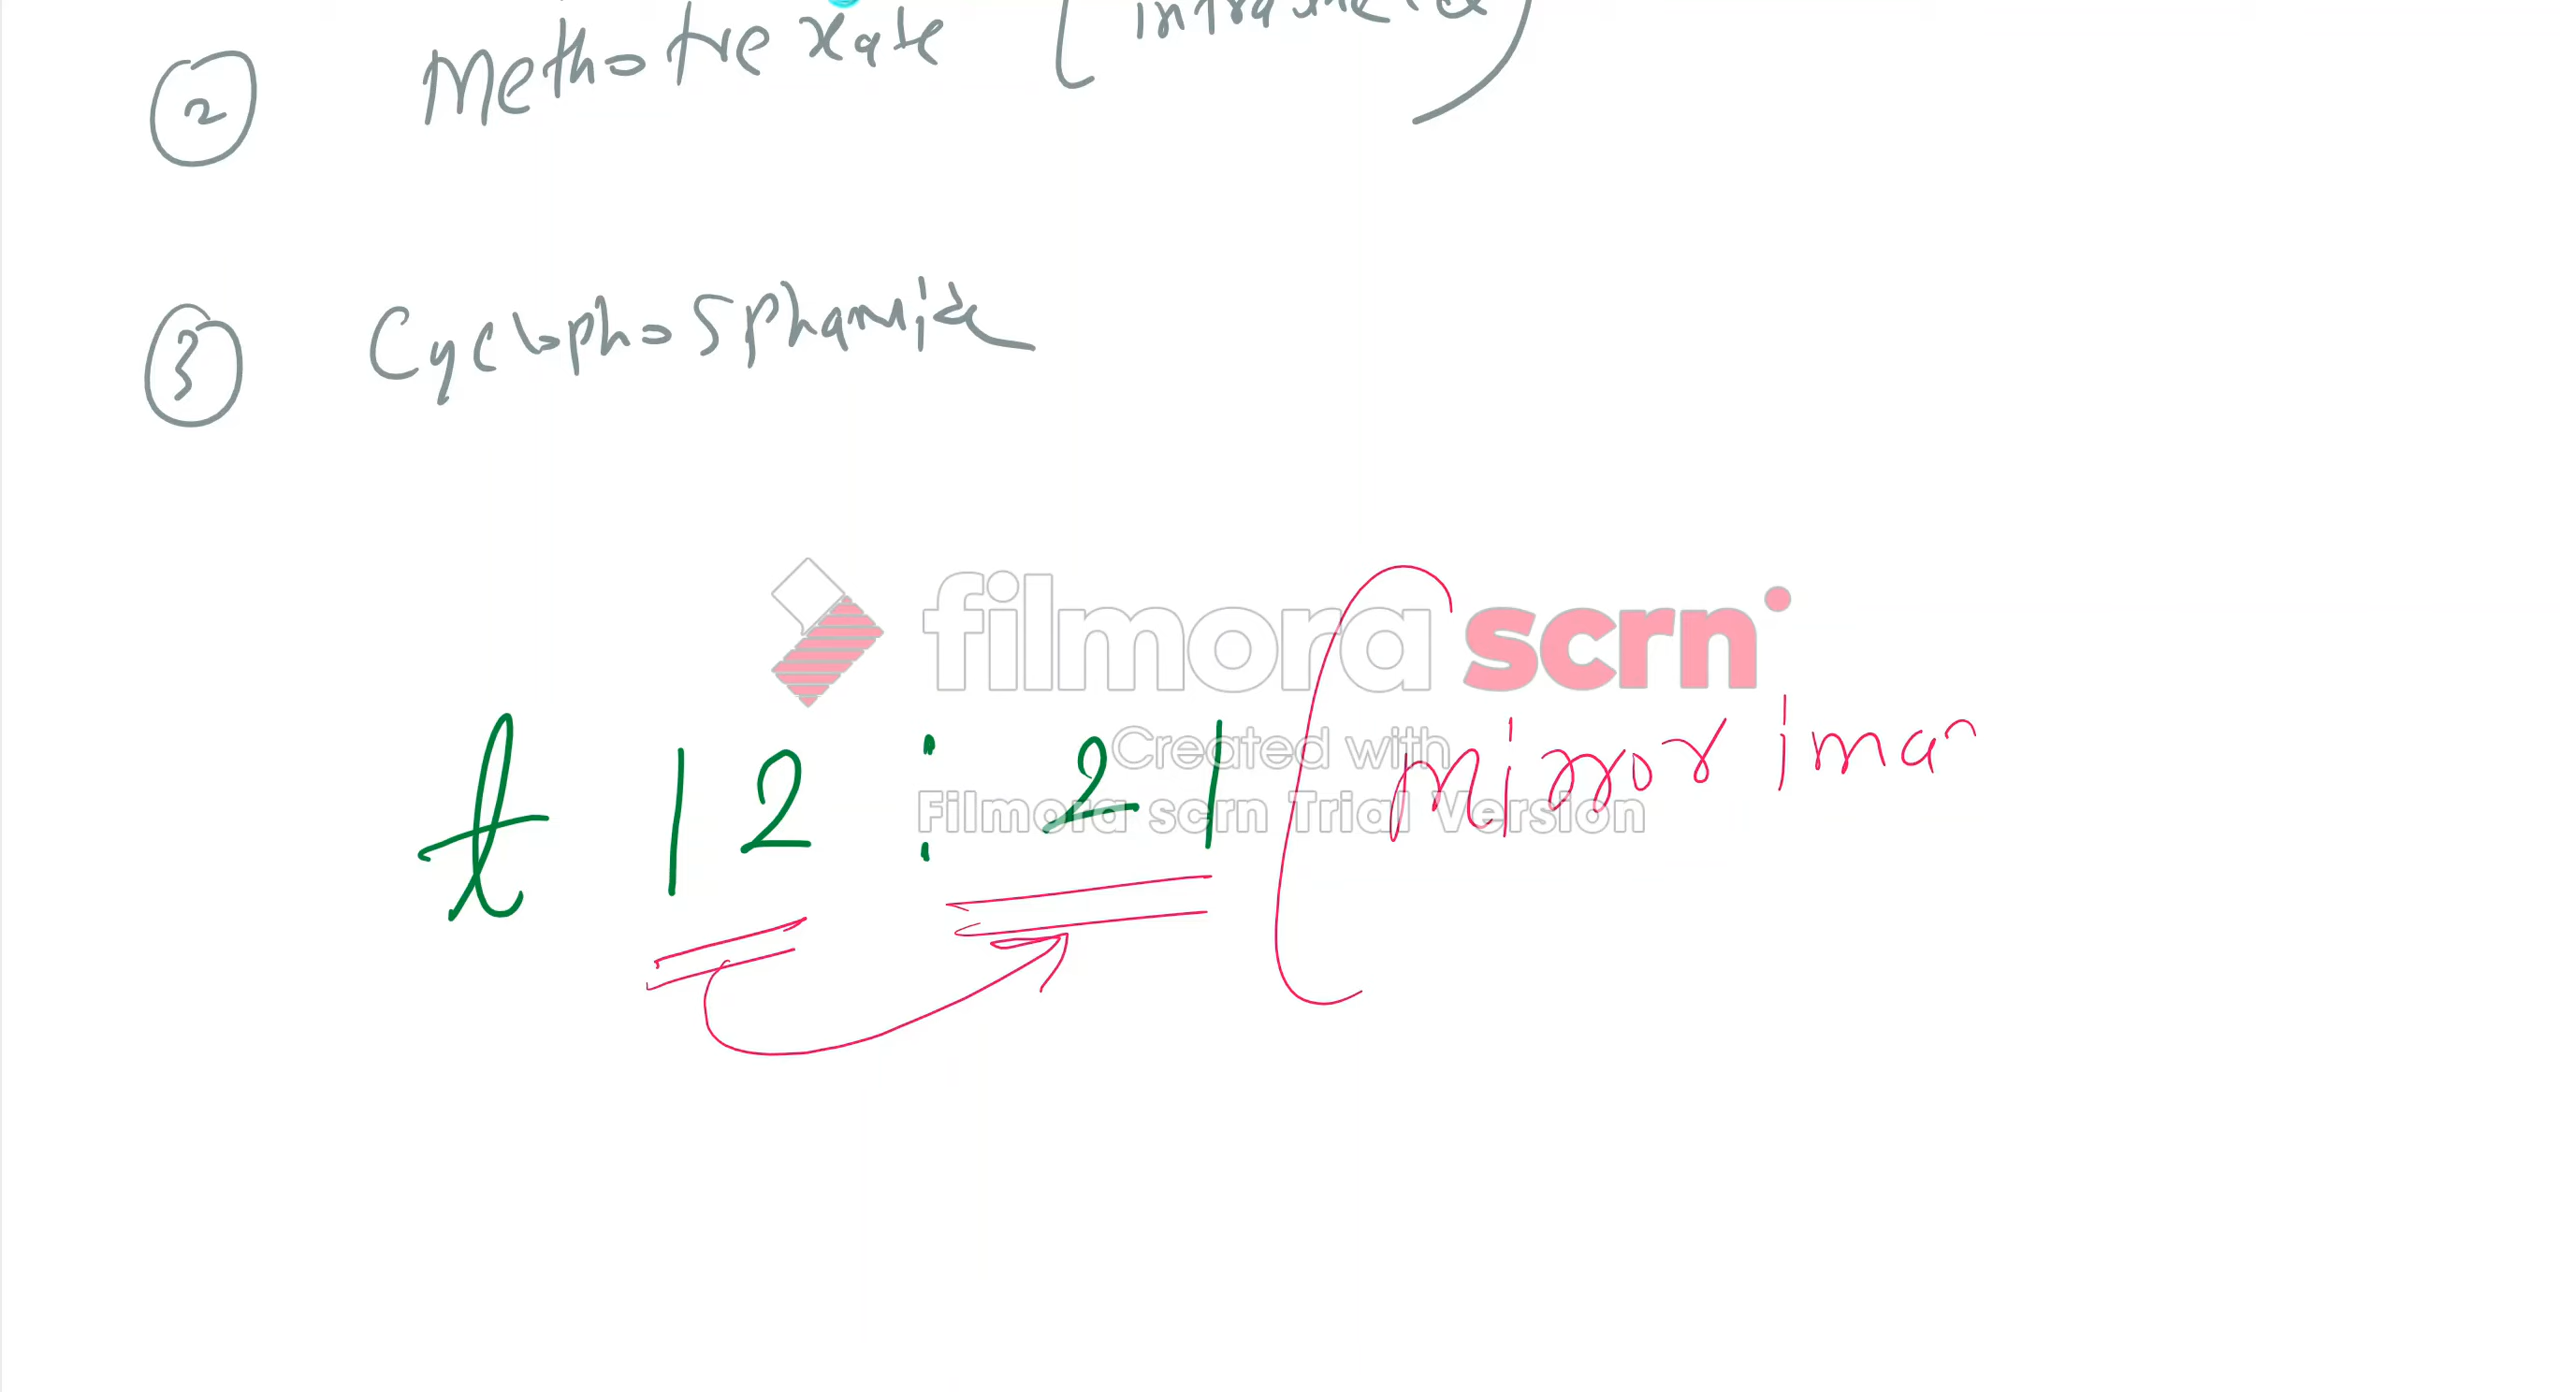 ② Methotrexate (
③ Cyclophosphamide
filmora scrn
t 12 : 21 ( mirror ima
Created with
Filmora scrn Trial Version